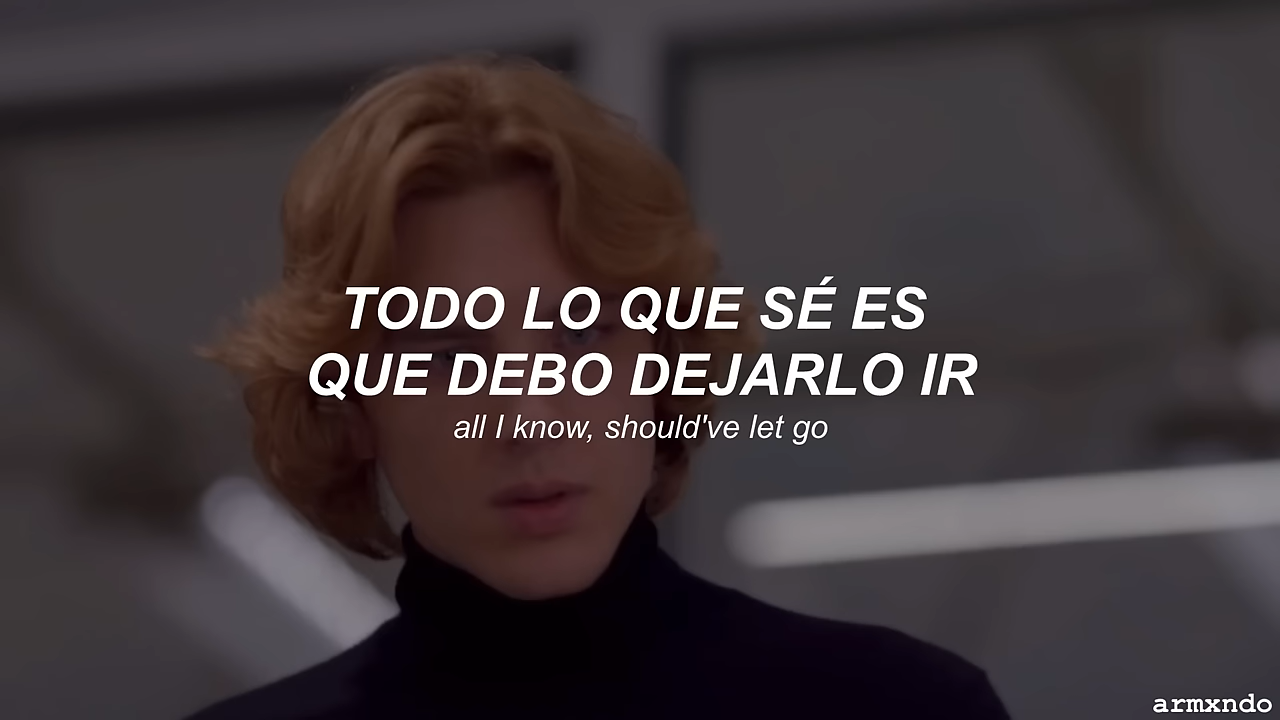 TODO LO QUE SÉ ES
QUE DEBO DEJARLO IR
all I know, should've let go
armxndo